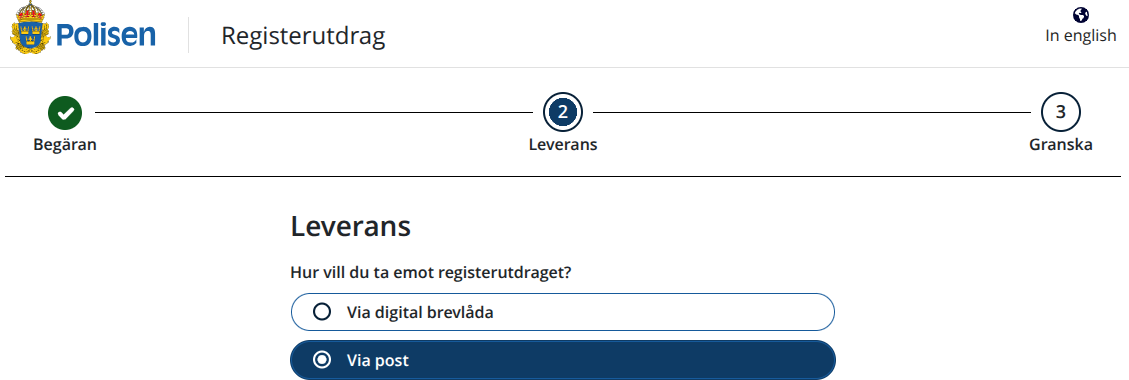 Polisen
Registerutdrag
In english
2
3
Begäran
Leverans
Granska
Leverans
Hur vill du ta emot registerutdraget?
Via digital brevlåda
Via post